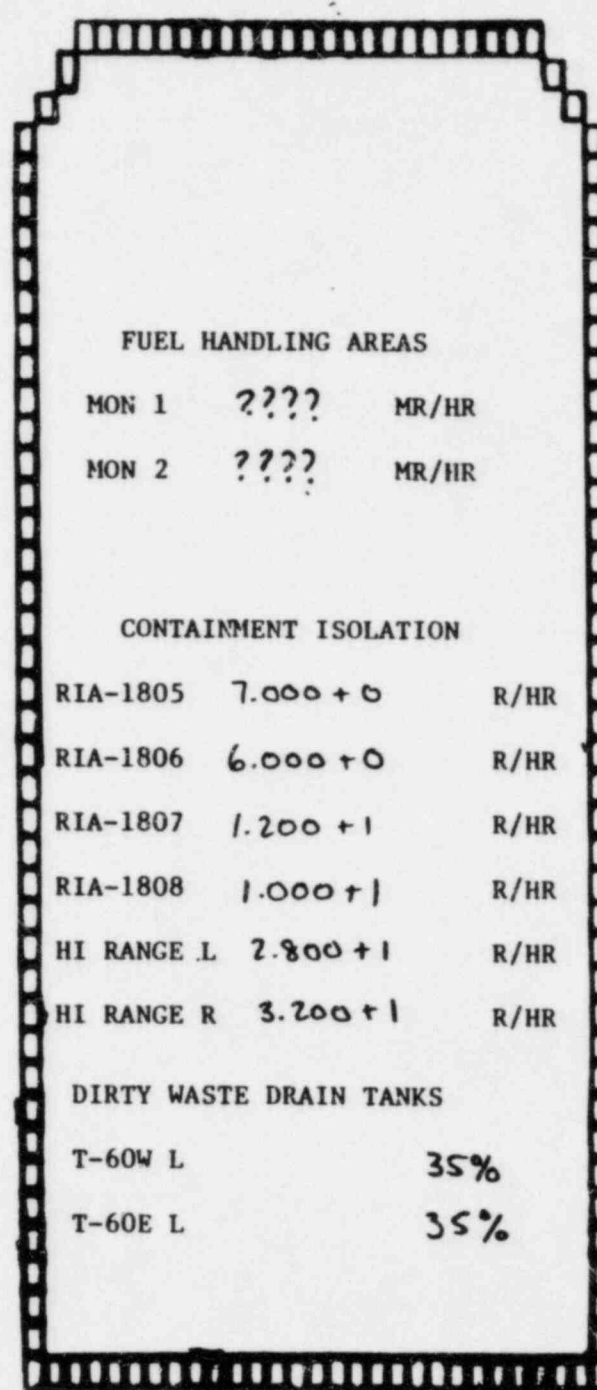 FUEL HANDLING AREAS
MON 1 ???? MR/HR
MON 2 ???? MR/HR
CONTAINMENT ISOLATION
RIA-1805 7.000 + 0 R/HR
RIA-1806 6.000 + 0 R/HR
RIA-1807 1.200 + 1 R/HR
RIA-1808 1.000 + 1 R/HR
HI RANGE L 2.800 + 1 R/HR
HI RANGE R 3.200 + 1 R/HR
DIRTY WASTE DRAIN TANKS
T-60W L 35%
T-60E L 35%